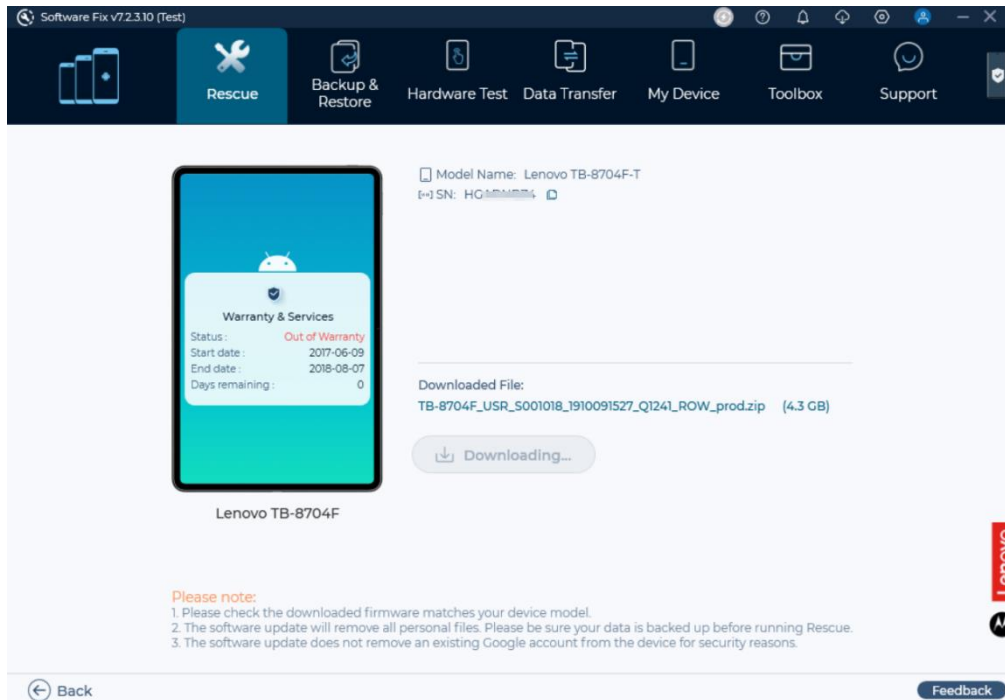 Software Fix v7.2.3.10 (Test)
Rescue
Backup &
Restore
Hardware Test
Data Transfer
My Device
Toolbox
Support
Model Name: Lenovo TB-8704F-T
SN:
Warranty & Services
Status : Out of Warranty
Start date : 2017-06-09
End date : 2018-08-07
Days remaining : 0
Downloaded File:
TB-8704F_USR_S001018_1910091527_Q1241_ROW_prod.zip (4.3 GB)
Downloading...
Lenovo TB-8704F
Lenovo
Please note:
1. Please check the downloaded firmware matches your device model.
2. The software update will remove all personal files. Please be sure your data is backed up before running Rescue.
3. The software update does not remove an existing Google account from the device for security reasons.
Back
Feedback